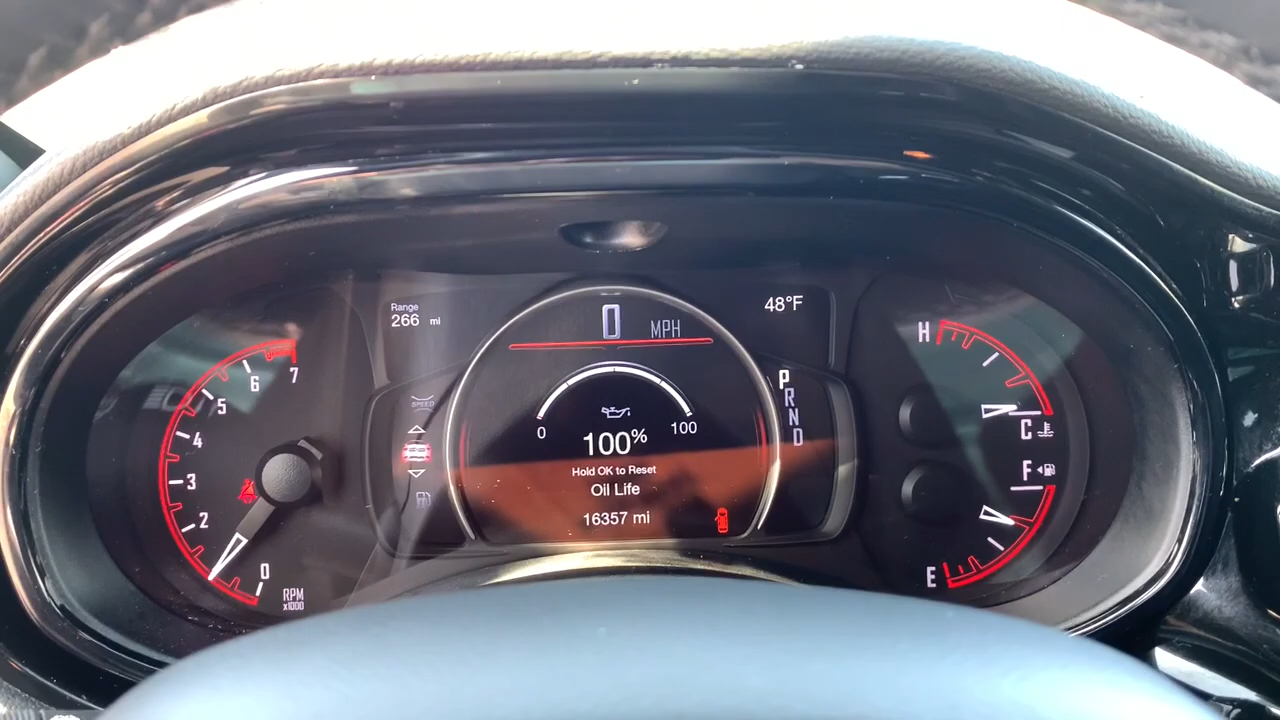 Range
266 mi
0 MPH
48°F
SPEED
0
100
100%
Hold OK to Reset
Oil Life
16357 mi
P
R
N
D
7
6
5
4
3
2
0
RPM
x1000
H
C
F
E